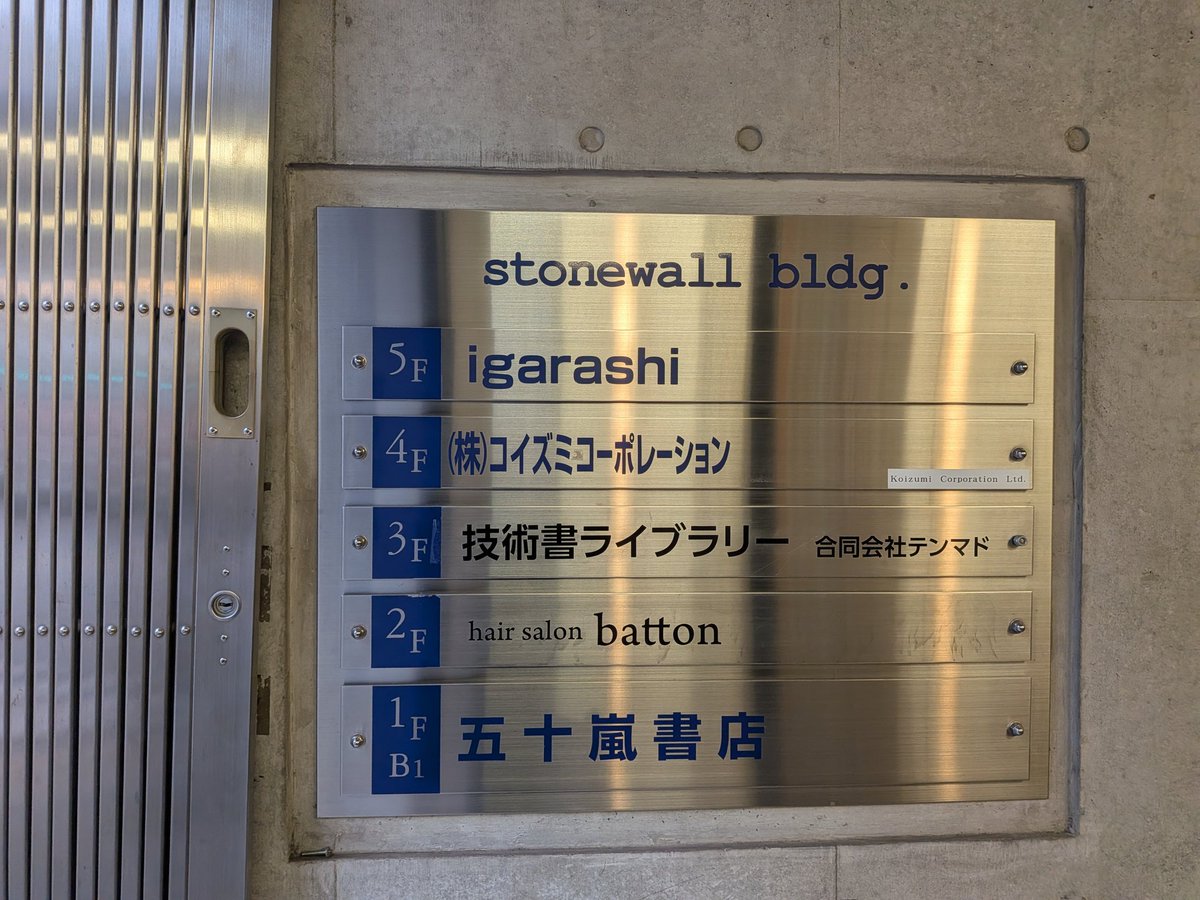 stonewall bldg.
5F igarashi
4F (株)コイズミコーポレーション
Koizumi Corporation Ltd.
3F 技術書ライブラリー 合同会社テンマド
2F hair salon batton
1F 五十嵐書店
B1